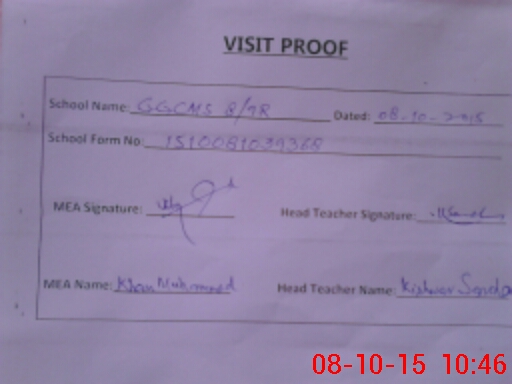 VISIT PROOF
School Name: GGCMS 8/9R Dated: 08-10-2015
School Form No: 1510081039368
MEA Signature: Head Teacher Signature:
MEA Name: Khan Muhammad Head Teacher Name: Kishwar
08-10-15 10:46